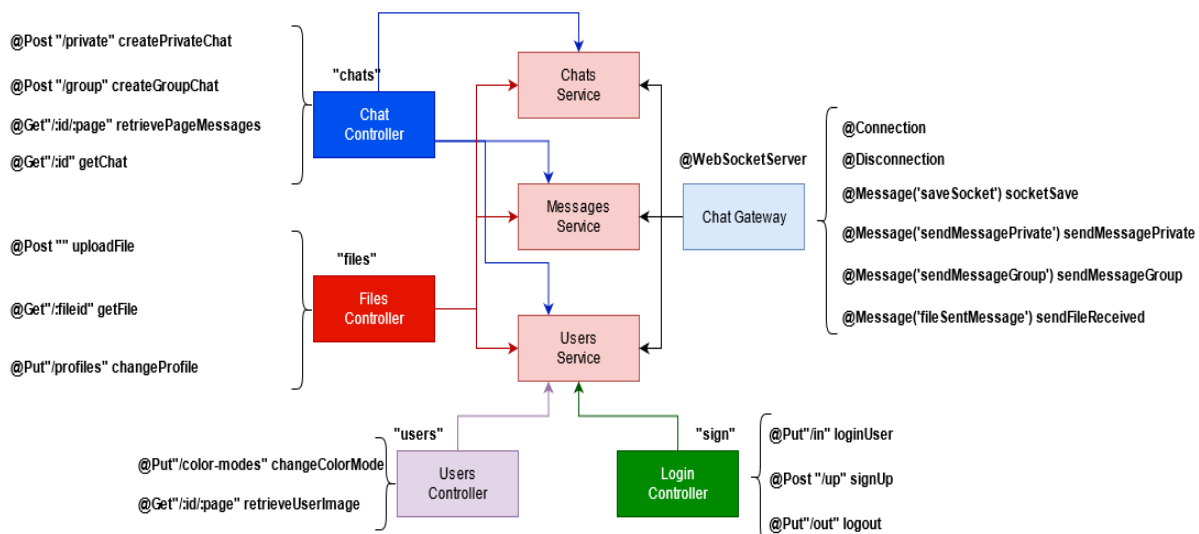 @Post "/private" createPrivateChat
@Post "/group" createGroupChat
@Get"/:id/:page" retrievePageMessages
@Get"/:id" getChat
"chats"
Chat
Controller
Chats
Service
@WebSocketServer
Chat Gateway
@Connection
@Disconnection
@Message('saveSocket') socketSave
@Message('sendMessagePrivate') sendMessagePrivate
@Message('sendMessageGroup') sendMessageGroup
@Message('fileSentMessage') sendFileReceived
Messages
Service
@Post "" uploadFile
@Get"/:fileid" getFile
@Put"/profiles" changeProfile
"files"
Files
Controller
Users
Service
"users"
@Put"/color-modes" changeColorMode
@Get"/:id/:page" retrieveUserImage
Users
Controller
"sign"
Login
Controller
@Put"/in" loginUser
@Post "/up" signUp
@Put"/out" logout